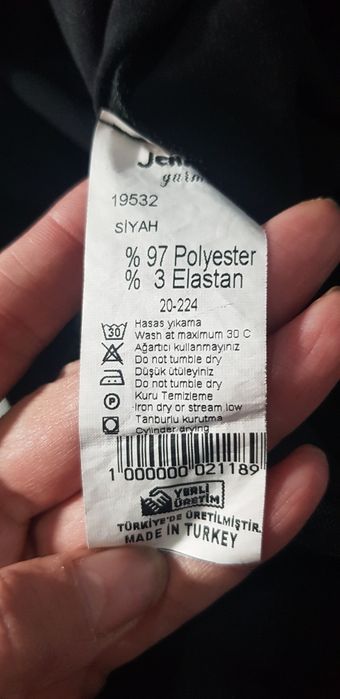 19532
SİYAH
% 97 Polyester
% 3 Elastan
20-224
30
Hasas yıkama
Wash at maximum 30 C
Ağartıcı kullanmayınız
Do not tumble dry
Düşük ütüleyiniz
Do not tumble dry
P
Kuru Temizleme
Iron dry or stream low
Tanburlu kurutma
Cylinder drying
1 000000 021189
YERLİ
ÜRETİM
TÜRKİYE'DE ÜRETİLMİŞTİR.
MADE IN TURKEY